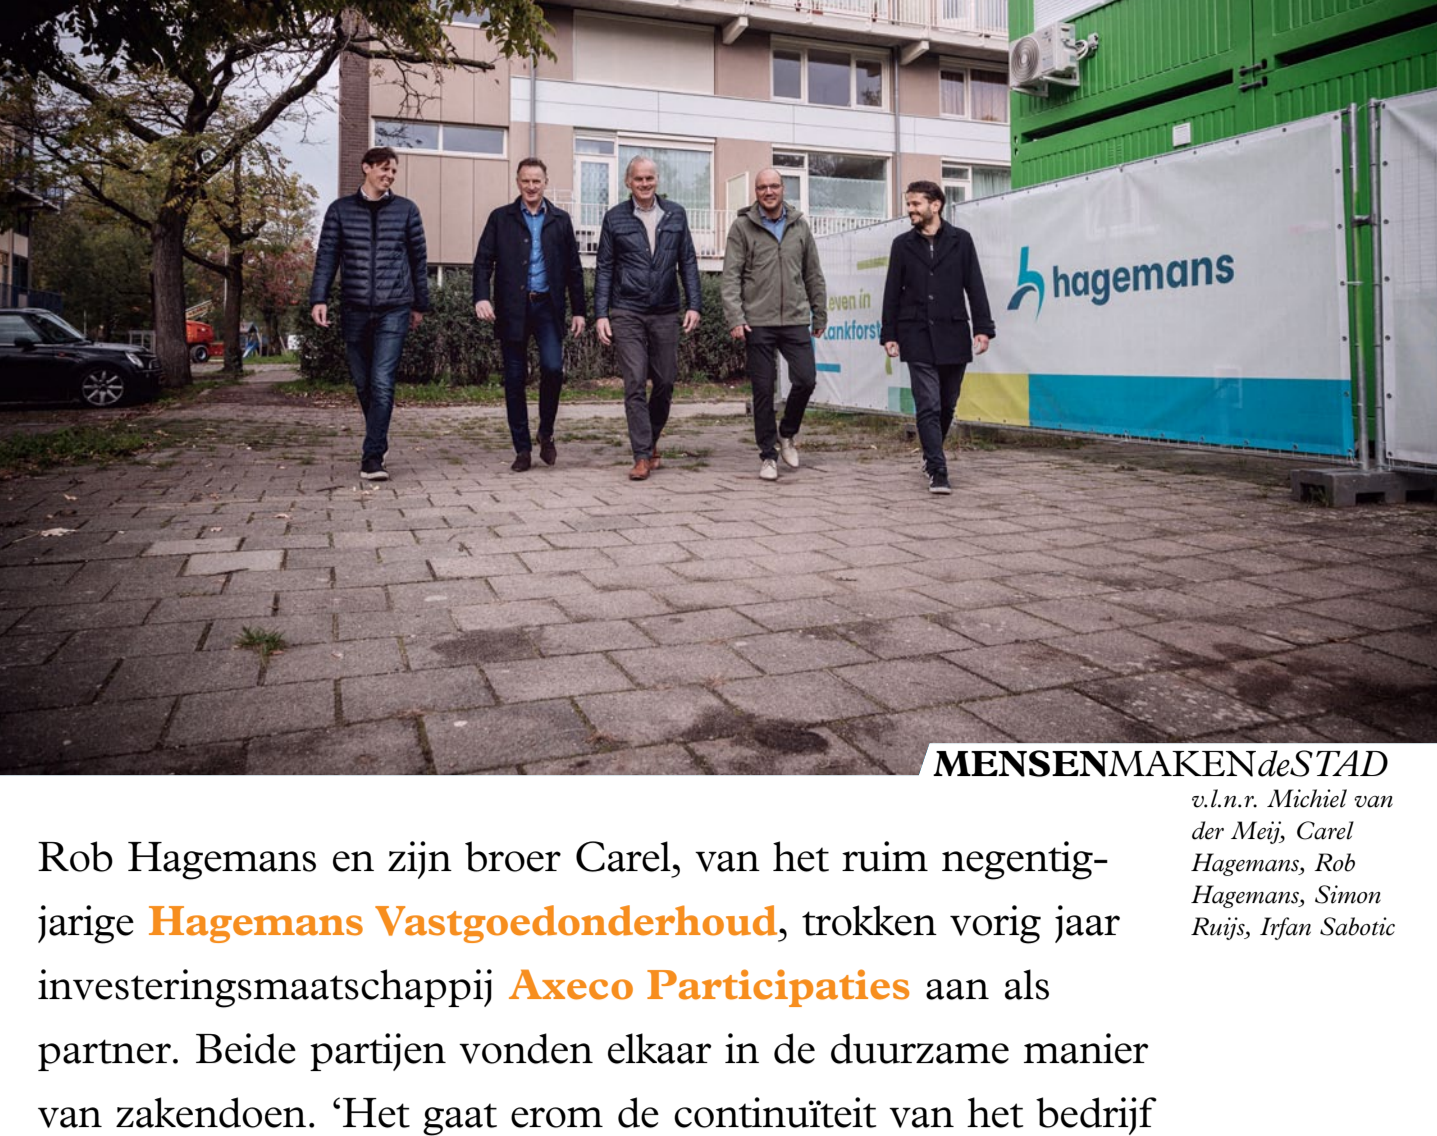 even in
ankforst
hagemans
MENSENMAKENdeSTAD
v.l.n.r. Michiel van
der Meij, Carel
Hagemans, Rob
Hagemans, Simon
Ruijs, Irfan Sabotic
Rob Hagemans en zijn broer Carel, van het ruim negentig-
jarige Hagemans Vastgoedonderhoud, trokken vorig jaar
investeringsmaatschappij Axeco Participaties aan als
partner. Beide partijen vonden elkaar in de duurzame manier
van zakendoen. ‘Het gaat erom de continuïteit van het bedrijf